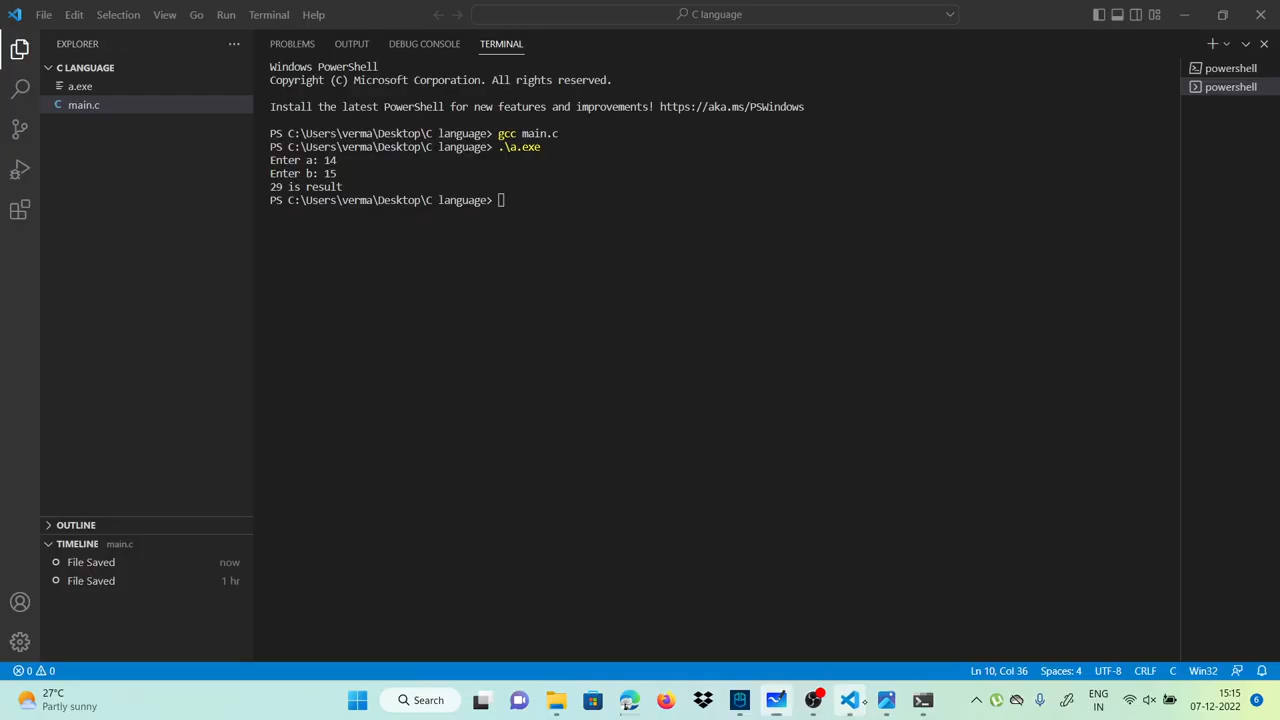 File Edit Selection View Go Run Terminal Help
C language
EXPLORER
C LANGUAGE
a.exe
C main.c
OUTLINE
TIMELINE main.c
File Saved now
File Saved 1 hr
PROBLEMS OUTPUT DEBUG CONSOLE TERMINAL
Windows PowerShell
Copyright (C) Microsoft Corporation. All rights reserved.
Install the latest PowerShell for new features and improvements! https://aka.ms/PSWindows
PS C:\Users\verma\Desktop\C language> gcc main.c
PS C:\Users\verma\Desktop\C language> .\a.exe
Enter a: 14
Enter b: 15
29 is result
PS C:\Users\verma\Desktop\C language>
powershell
powershell
0 0
Ln 10, Col 36 Spaces: 4 UTF-8 CRLF C Win32
27°C
Partly sunny
Search
ENG
IN
15:15
07-12-2022
6